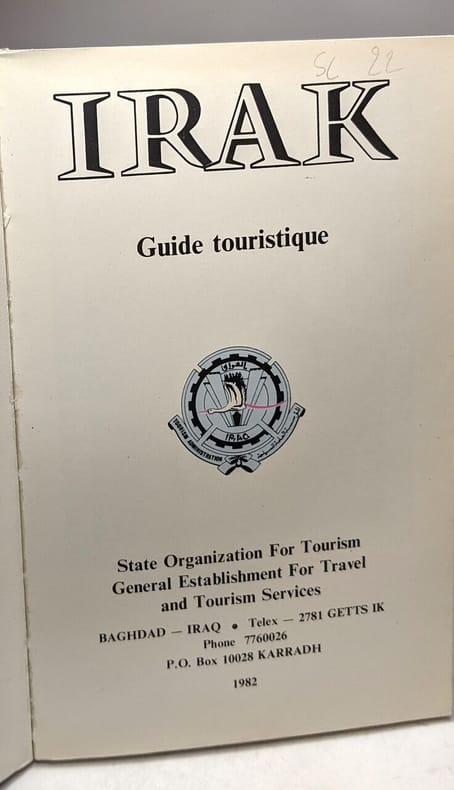 SC 22
IRAK
Guide touristique
العراق
IRAQ
TOURISM ADMINISTRATION
State Organization For Tourism
General Establishment For Travel
and Tourism Services
BAGHDAD — IRAQ • Telex — 2781 GETTS IK
Phone 7760026
P.O. Box 10028 KARRADH
1982